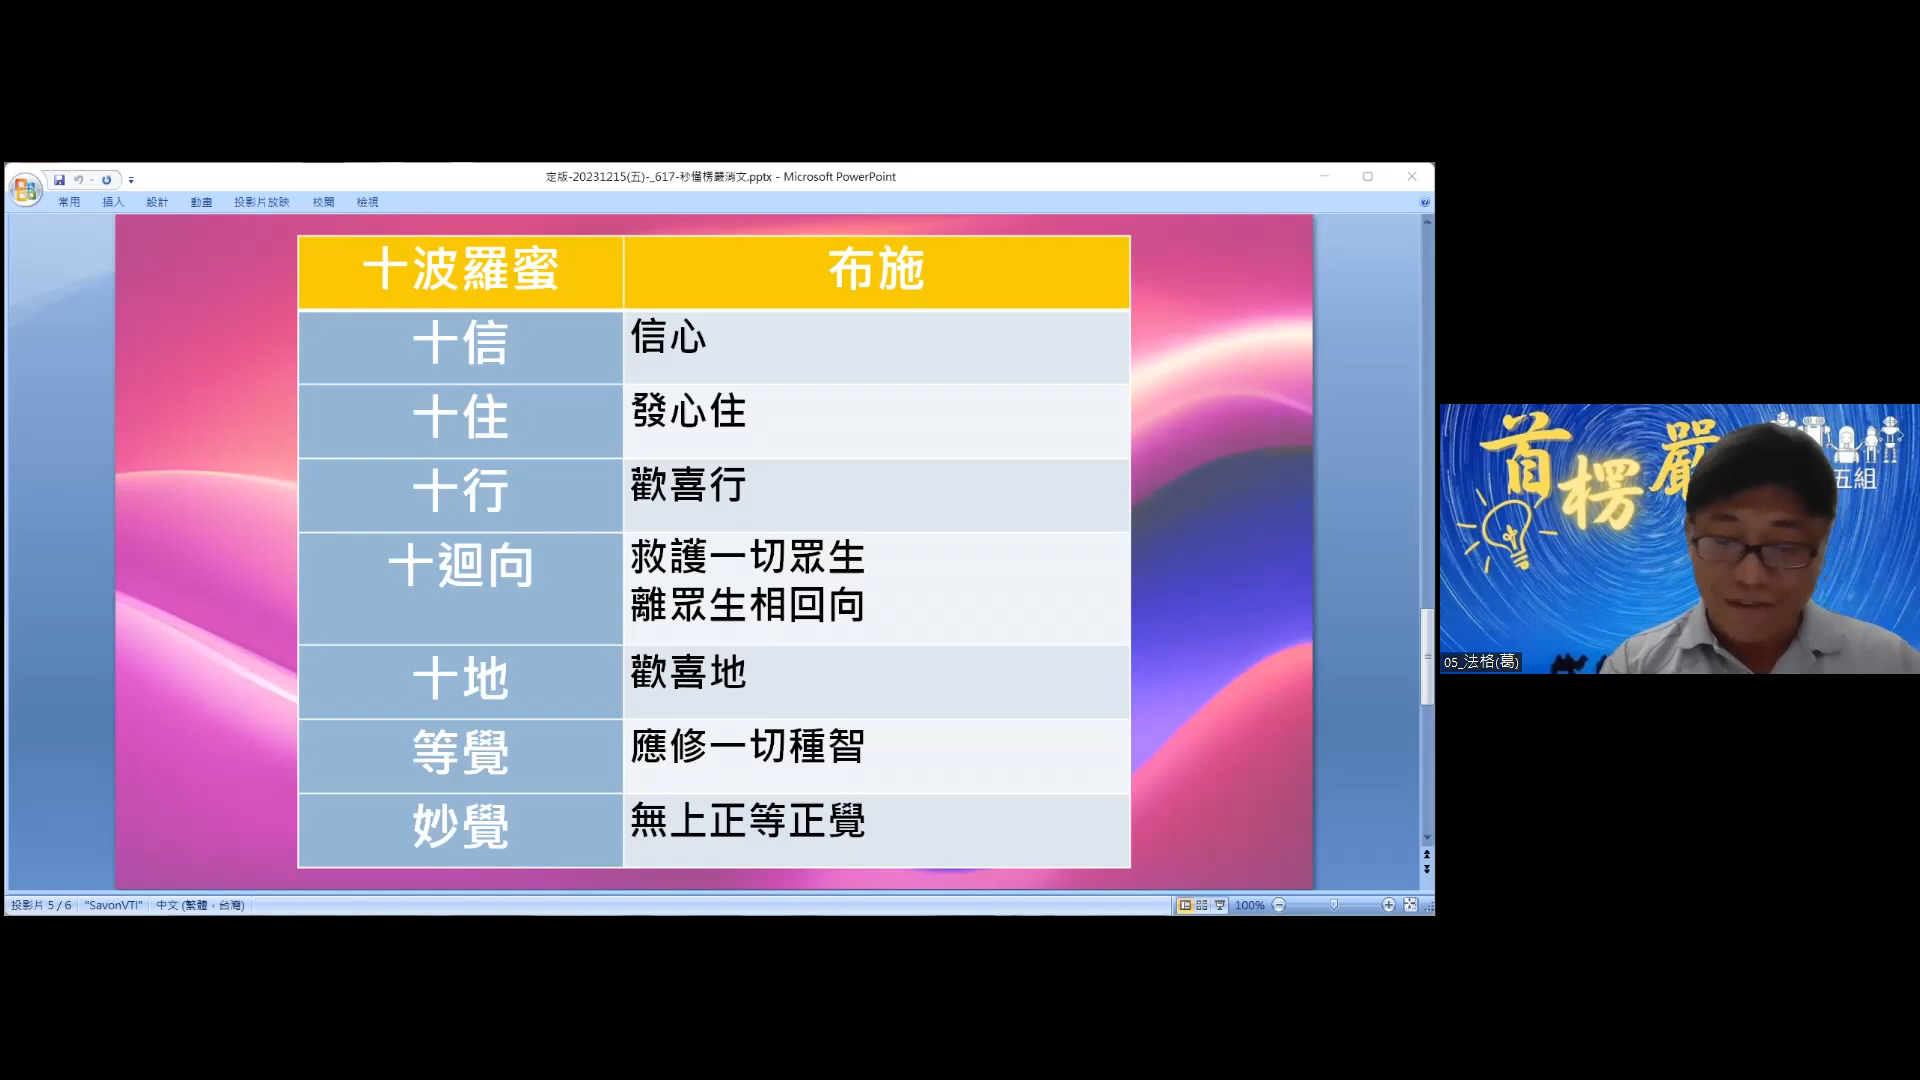 定版-20231215(五)-_617-秒懂楞嚴消文.pptx - Microsoft PowerPoint
常用 插入 設計 動畫 投影片放映 校閱 檢視
十波羅蜜 布施
十信 信心
十住 發心住
十行 歡喜行
十迴向 救護一切眾生
離眾生相回向
十地 歡喜地
等覺 應修一切種智
妙覺 無上正等正覺
投影片 5 / 6 "SavonVTI" 中文 (繁體，台灣) 100%
首楞嚴
五組
05_法格(葛)